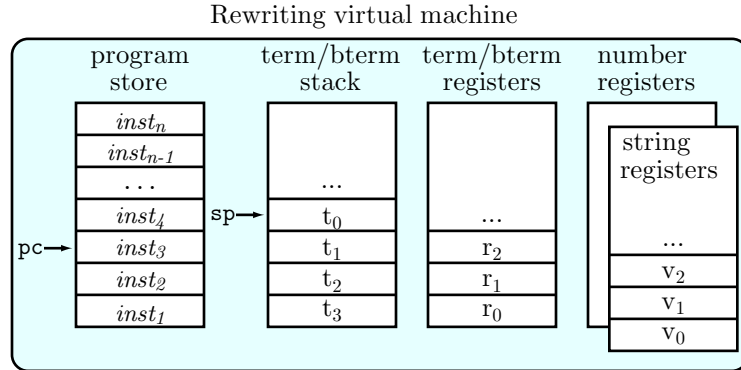 Rewriting virtual machine
program store
term/bterm stack
term/bterm registers
number registers
inst_n
inst_{n-1}
...
inst_4
inst_3
inst_2
inst_1
pc
sp
...
t_0
t_1
t_2
t_3
...
r_2
r_1
r_0
string registers
...
v_2
v_1
v_0